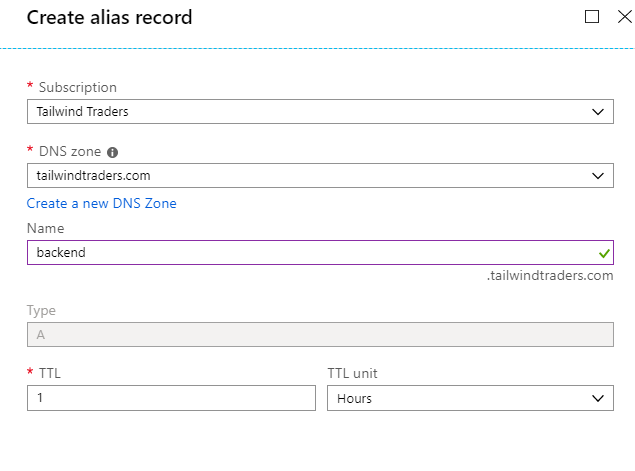 Create alias record
* Subscription
Tailwind Traders
* DNS zone
tailwindtraders.com
Create a new DNS Zone
Name
backend
.tailwindtraders.com
Type
A
* TTL TTL unit
1 Hours